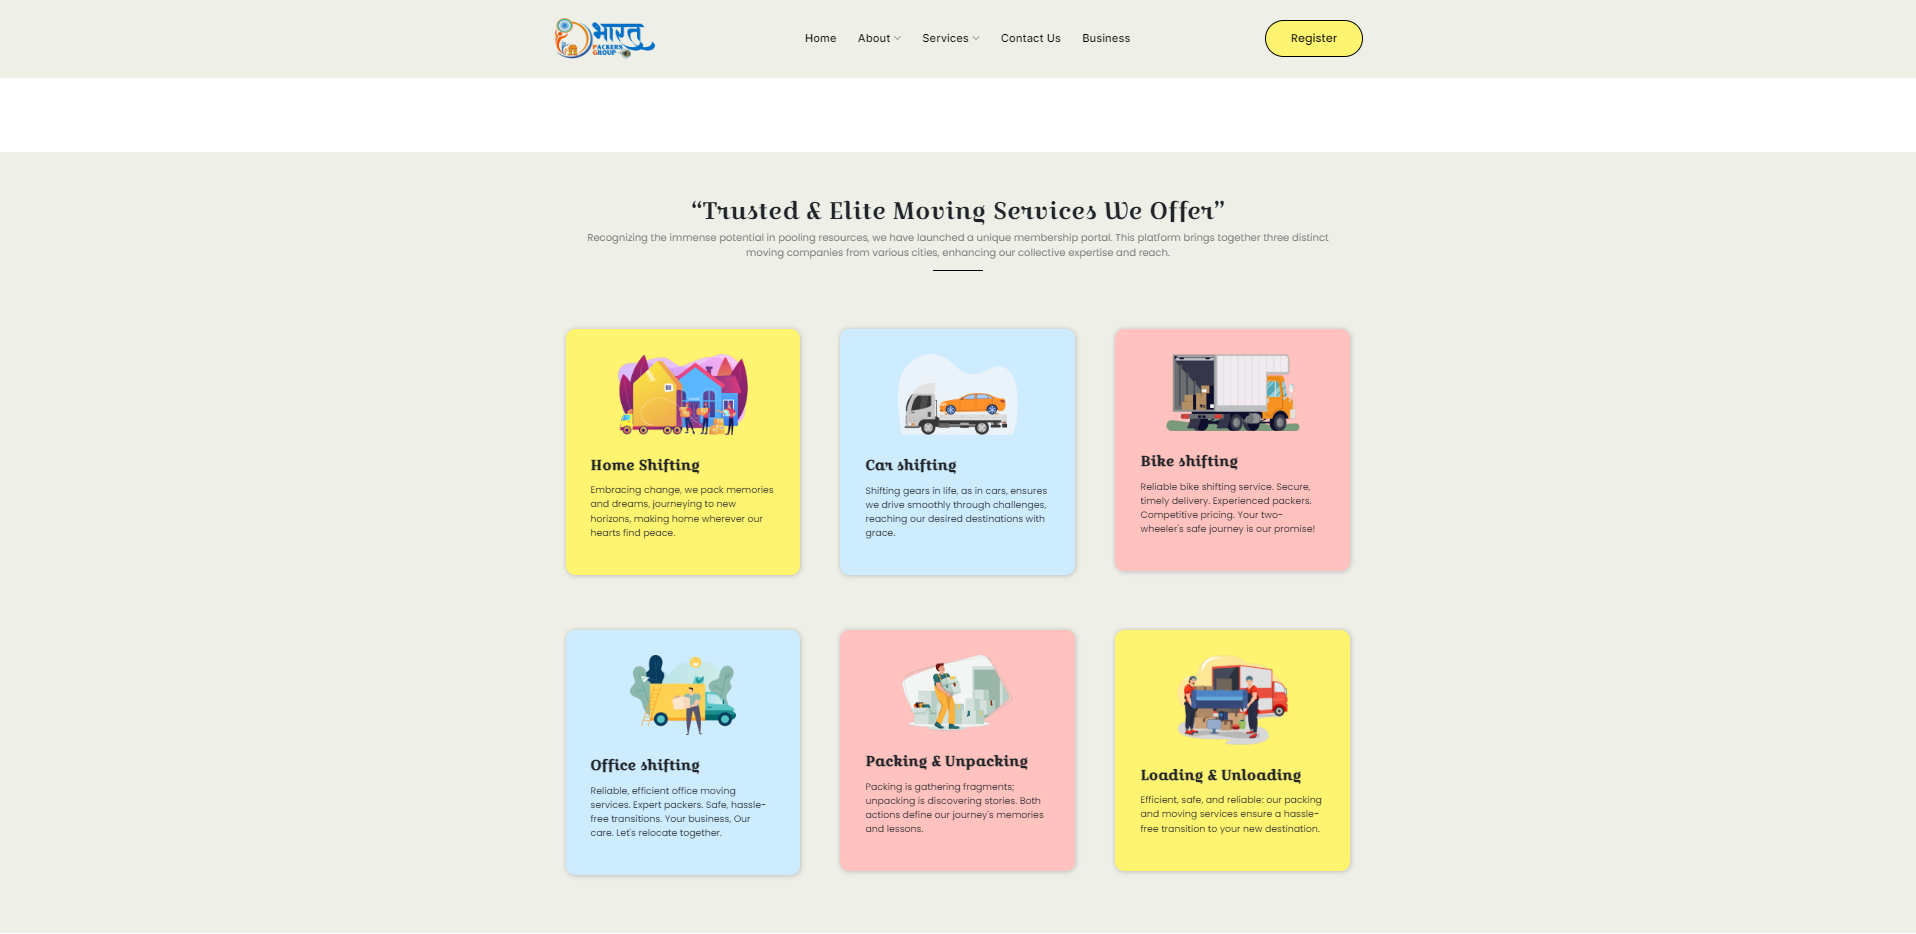 भारत
PACKERS
GROUP
Home About Services Contact Us Business
Register
“Trusted & Elite Moving Services We Offer”
Recognizing the immense potential in pooling resources, we have launched a unique membership portal. This platform brings together three distinct
moving companies from various cities, enhancing our collective expertise and reach.
Home Shifting
Embracing change, we pack memories
and dreams, journeying to new
horizons, making home wherever our
hearts find peace.
Car shifting
Shifting gears in life, as in cars, ensures
we drive smoothly through challenges,
reaching our desired destinations with
grace.
Bike shifting
Reliable bike shifting service. Secure,
timely delivery. Experienced packers.
Competitive pricing. Your two-
wheeler's safe journey is our promise!
Office shifting
Reliable, efficient office moving
services. Expert packers. Safe, hassle-
free transitions. Your business, Our
care. Let's relocate together.
Packing & Unpacking
Packing is gathering fragments;
unpacking is discovering stories. Both
actions define our journey's memories
and lessons.
Loading & Unloading
Efficient, safe, and reliable: our packing
and moving services ensure a hassle-
free transition to your new destination.